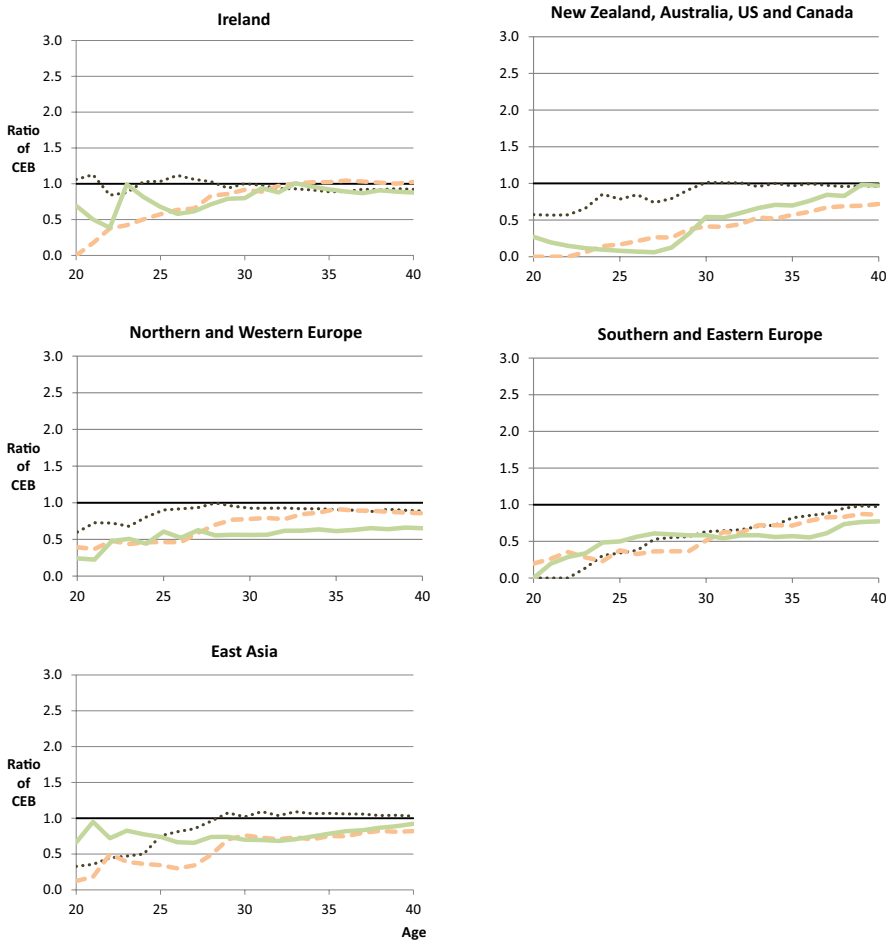 Ireland
3.0
2.5
2.0
1.5
Ratio
of
CEB
1.0
0.5
0.0
20 25 30 35 40
New Zealand, Australia, US and Canada
3.0
2.5
2.0
1.5
1.0
0.5
0.0
20 25 30 35 40
Northern and Western Europe
3.0
2.5
2.0
Ratio
of
CEB
1.5
1.0
0.5
0.0
20 25 30 35 40
Southern and Eastern Europe
3.0
2.5
2.0
1.5
1.0
0.5
0.0
20 25 30 35 40
East Asia
3.0
2.5
2.0
Ratio
of
CEB
1.5
1.0
0.5
0.0
20 25 30 35 40
Age